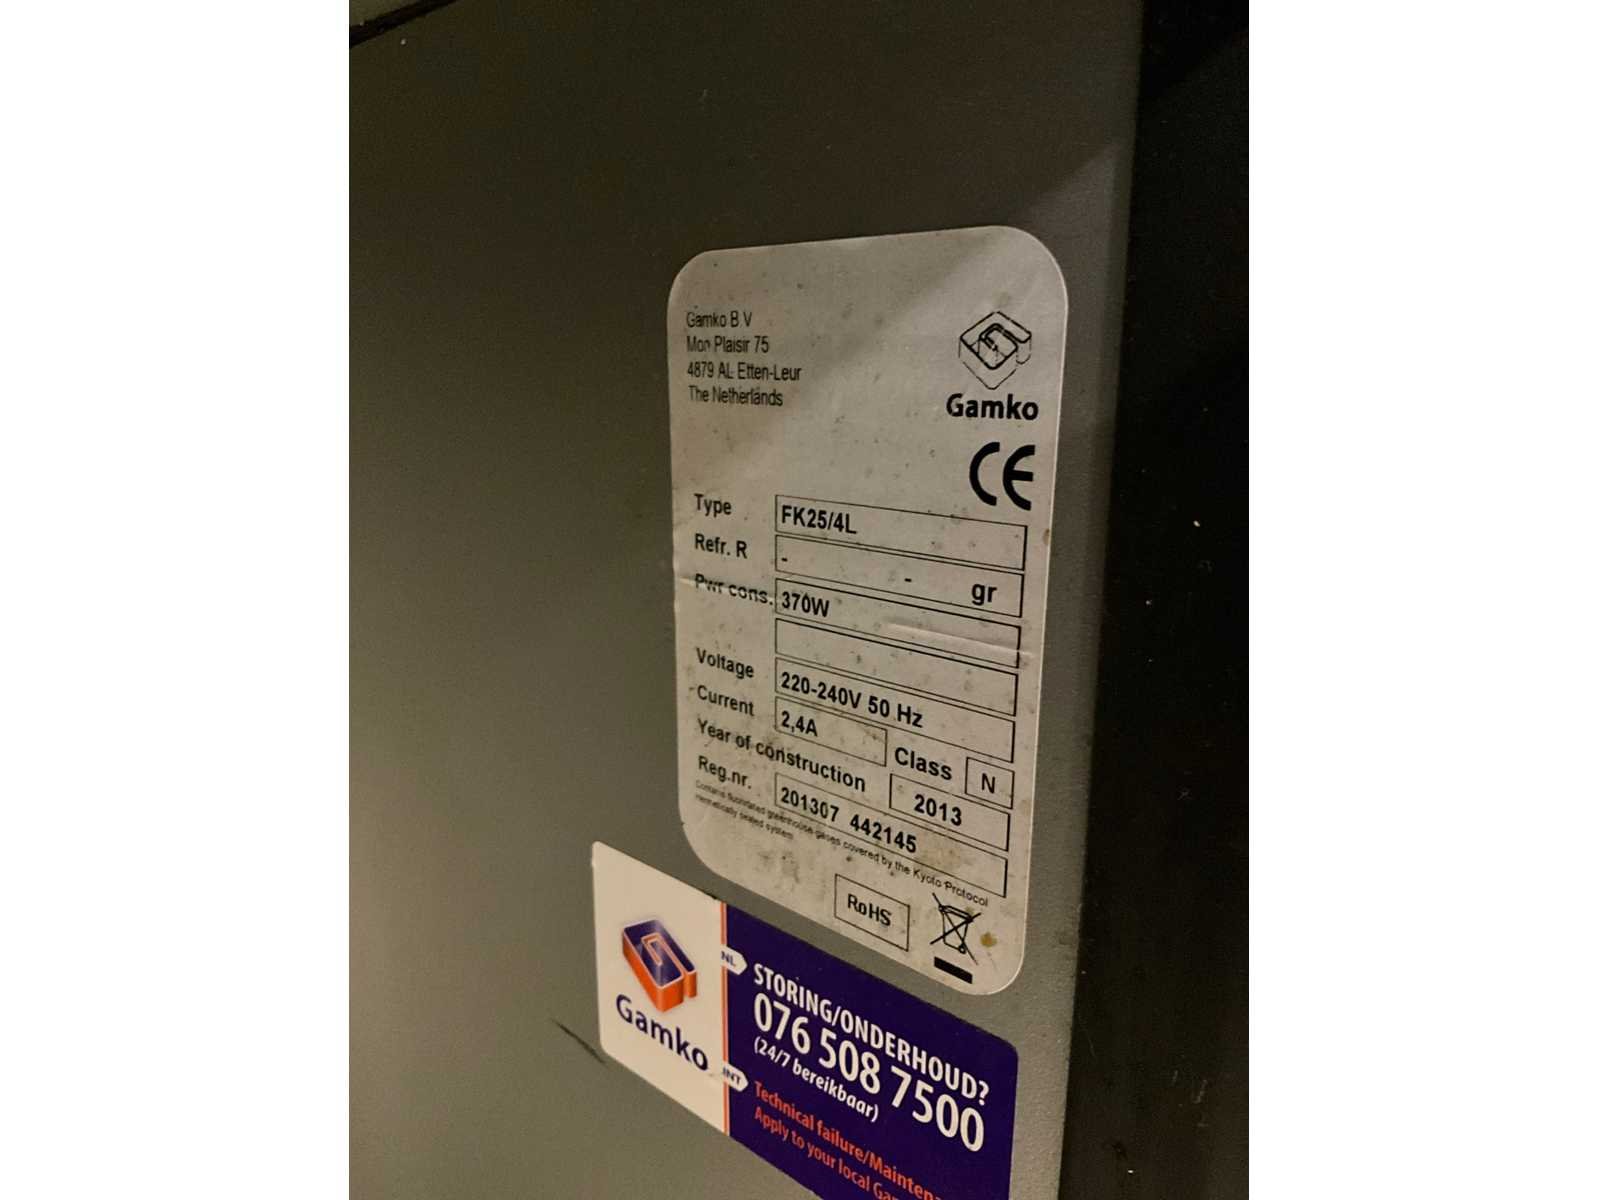 Gamko B V
Mon Plaisir 75
4879 AL Etten-Leur
The Netherlands
Gamko
CE
Type FK25/4L
Refr. R - - gr
Pwr cons. 370W
Voltage 220-240V 50 Hz
Current 2,4A Class N
Year of construction 2013
Reg.nr. 201307 442145
Contains fluorinated greenhouse gases covered by the Kyoto Protocol
Hermetically sealed system
RoHS
Gamko
NL
STORING/ONDERHOUD?
076 508 7500
(24/7 bereikbaar)
INT
Technical failure/Mainten
Apply to your local Ga